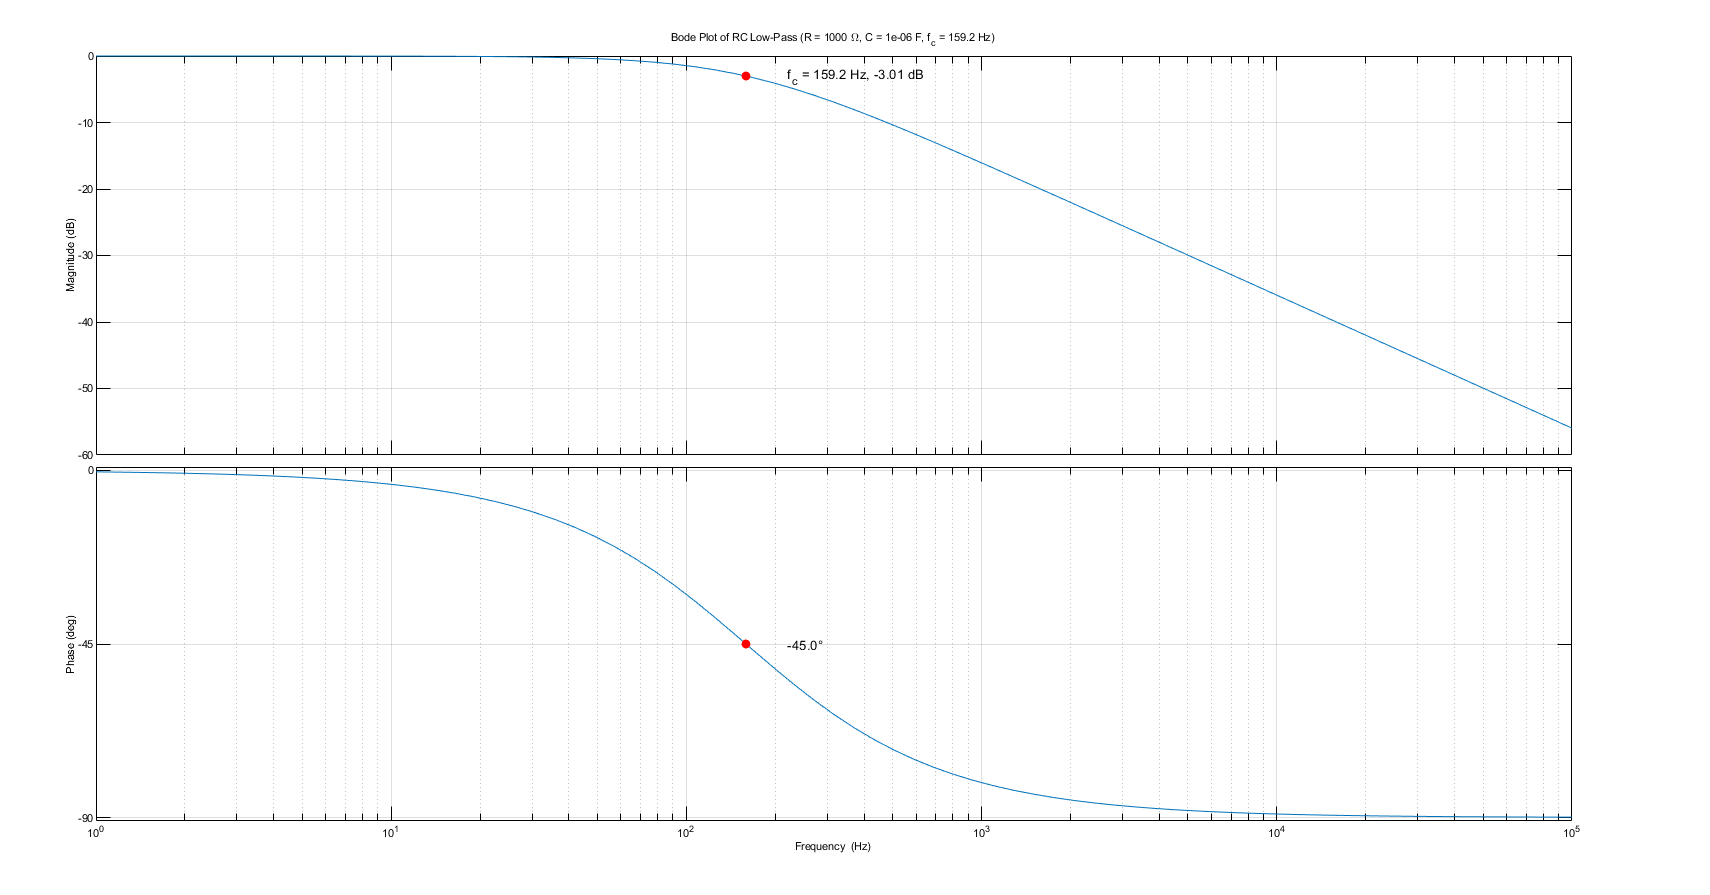 Bode Plot of RC Low-Pass (R = 1000 Ω, C = 1e-06 F, f_c = 159.2 Hz)
0
f_c = 159.2 Hz, -3.01 dB
-10
-20
-30
-40
-50
-60
Magnitude (dB)
0
-45
-45.0°
-90
Phase (deg)
10^0 10^1 10^2 10^3 10^4 10^5
Frequency (Hz)